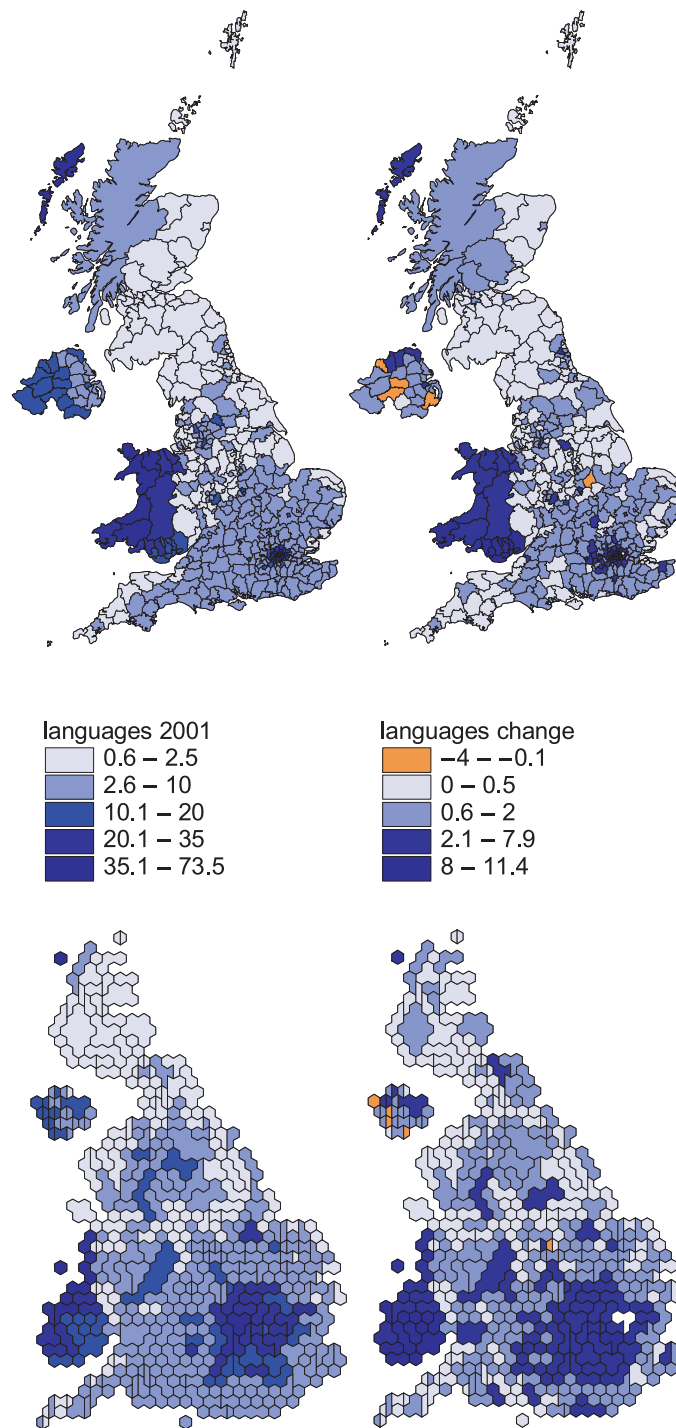 languages 2001
0.6 – 2.5
2.6 – 10
10.1 – 20
20.1 – 35
35.1 – 73.5
languages change
−4 – −0.1
0 – 0.5
0.6 – 2
2.1 – 7.9
8 – 11.4